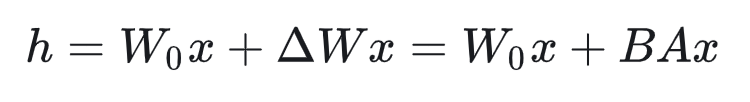 h = W₀x + ΔWx = W₀x + BAx